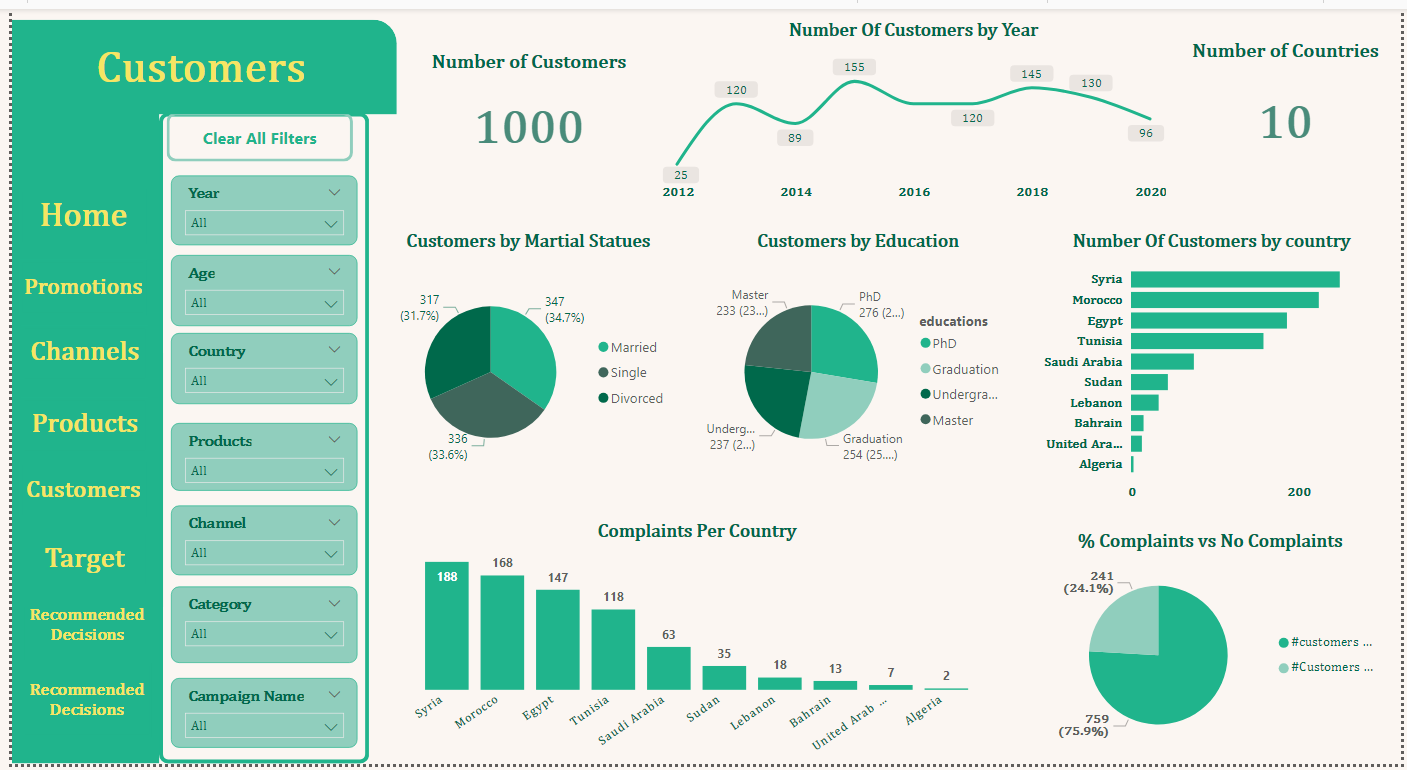 Customers
Clear All Filters
Home
Promotions
Channels
Products
Customers
Target
Recommended
Decisions
Recommended
Decisions
Year
All
Age
All
Country
All
Products
All
Channel
All
Category
All
Campaign Name
All
Number of Customers
1000
Number Of Customers by Year
25
120
89
155
120
145
130
96
2012
2014
2016
2018
2020
Number of Countries
10
Customers by Martial Statues
317
(31.7%)
347
(34.7%)
336
(33.6%)
Married
Single
Divorced
Customers by Education
Master
233 (23...)
PhD
276 (2...)
Underg...
237 (2...)
Graduation
254 (25....)
educations
PhD
Graduation
Undergra...
Master
Number Of Customers by country
Syria
Morocco
Egypt
Tunisia
Saudi Arabia
Sudan
Lebanon
Bahrain
United Ara...
Algeria
0
200
Complaints Per Country
188
168
147
118
63
35
18
13
7
2
Syria
Morocco
Egypt
Tunisia
Saudi Arabia
Sudan
Lebanon
Bahrain
United Arab ...
Algeria
% Complaints vs No Complaints
241
(24.1%)
759
(75.9%)
#customers ...
#Customers ...